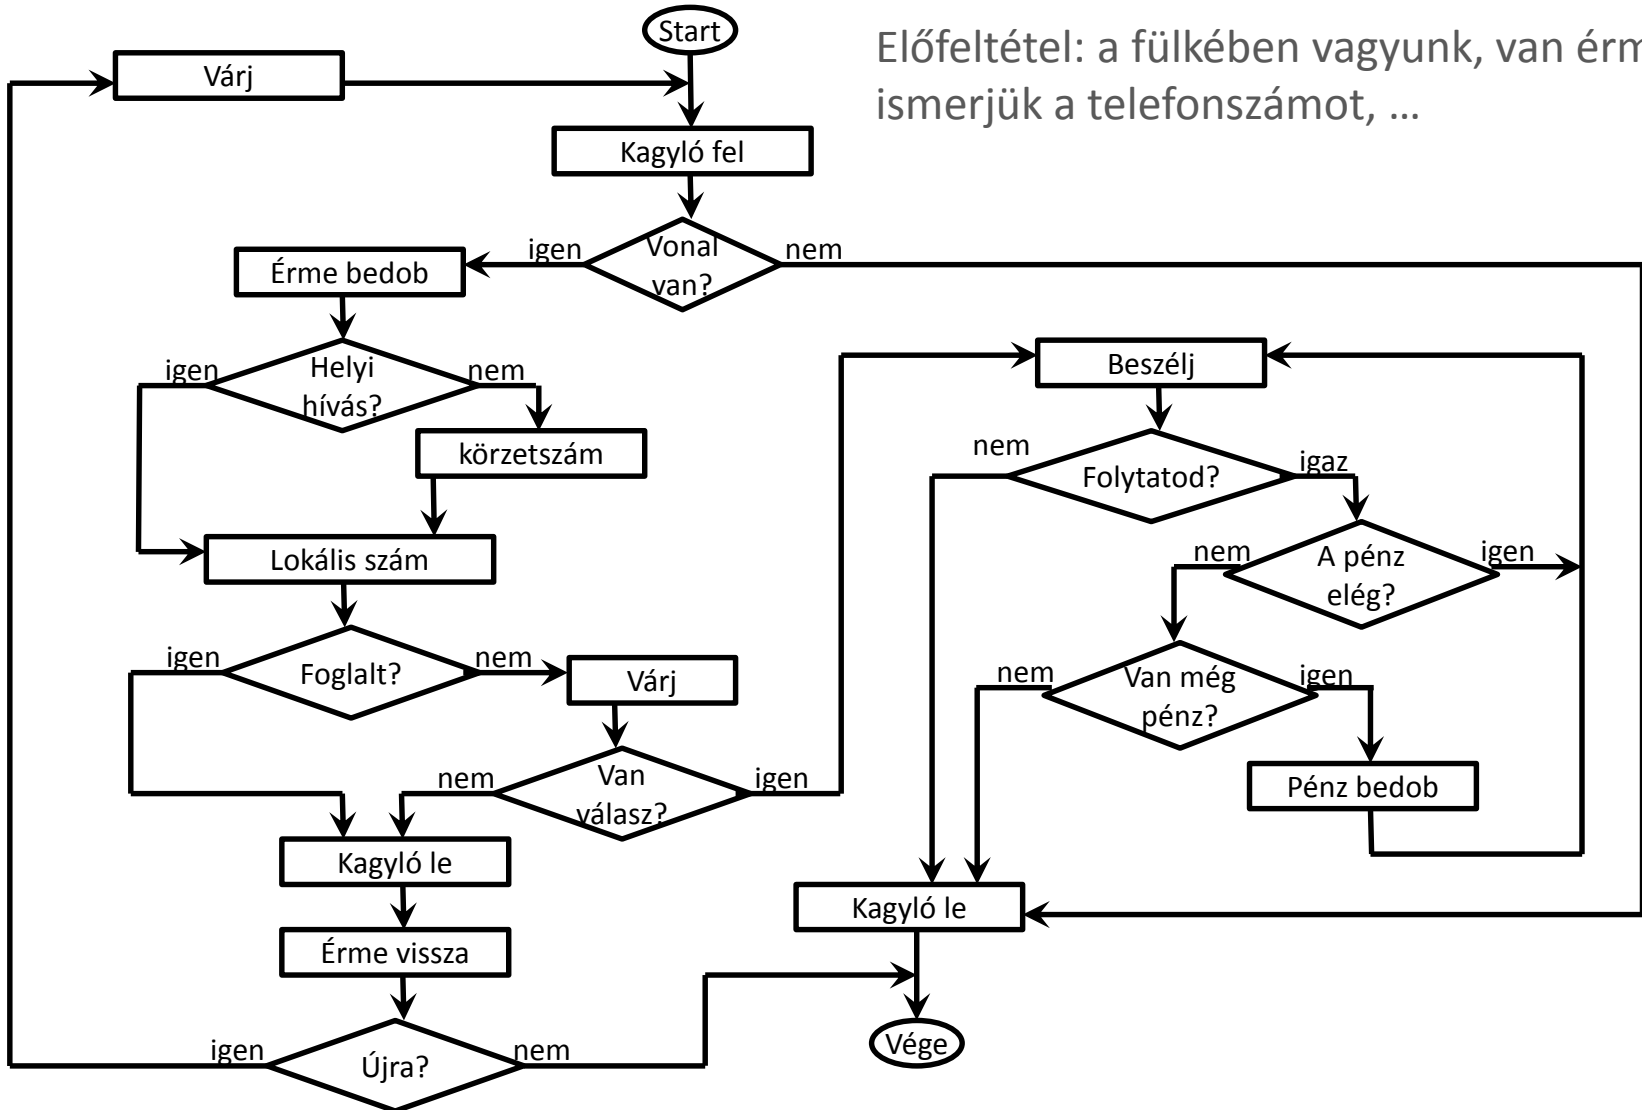 Start
Előfeltétel: a fülkében vagyunk, van érm
ismerjük a telefonszámot, ...
Várj
Kagyló fel
igen
Vonal
van?
nem
Érme bedob
igen
Helyi
hívás?
nem
körzetszám
Lokális szám
igen
Foglalt?
nem
Várj
nem
Van
válasz?
igen
Kagyló le
Érme vissza
igen
Újra?
nem
Beszélj
nem
Folytatod?
igaz
nem
A pénz
elég?
igen
nem
Van még
pénz?
igen
Pénz bedob
Kagyló le
Vége